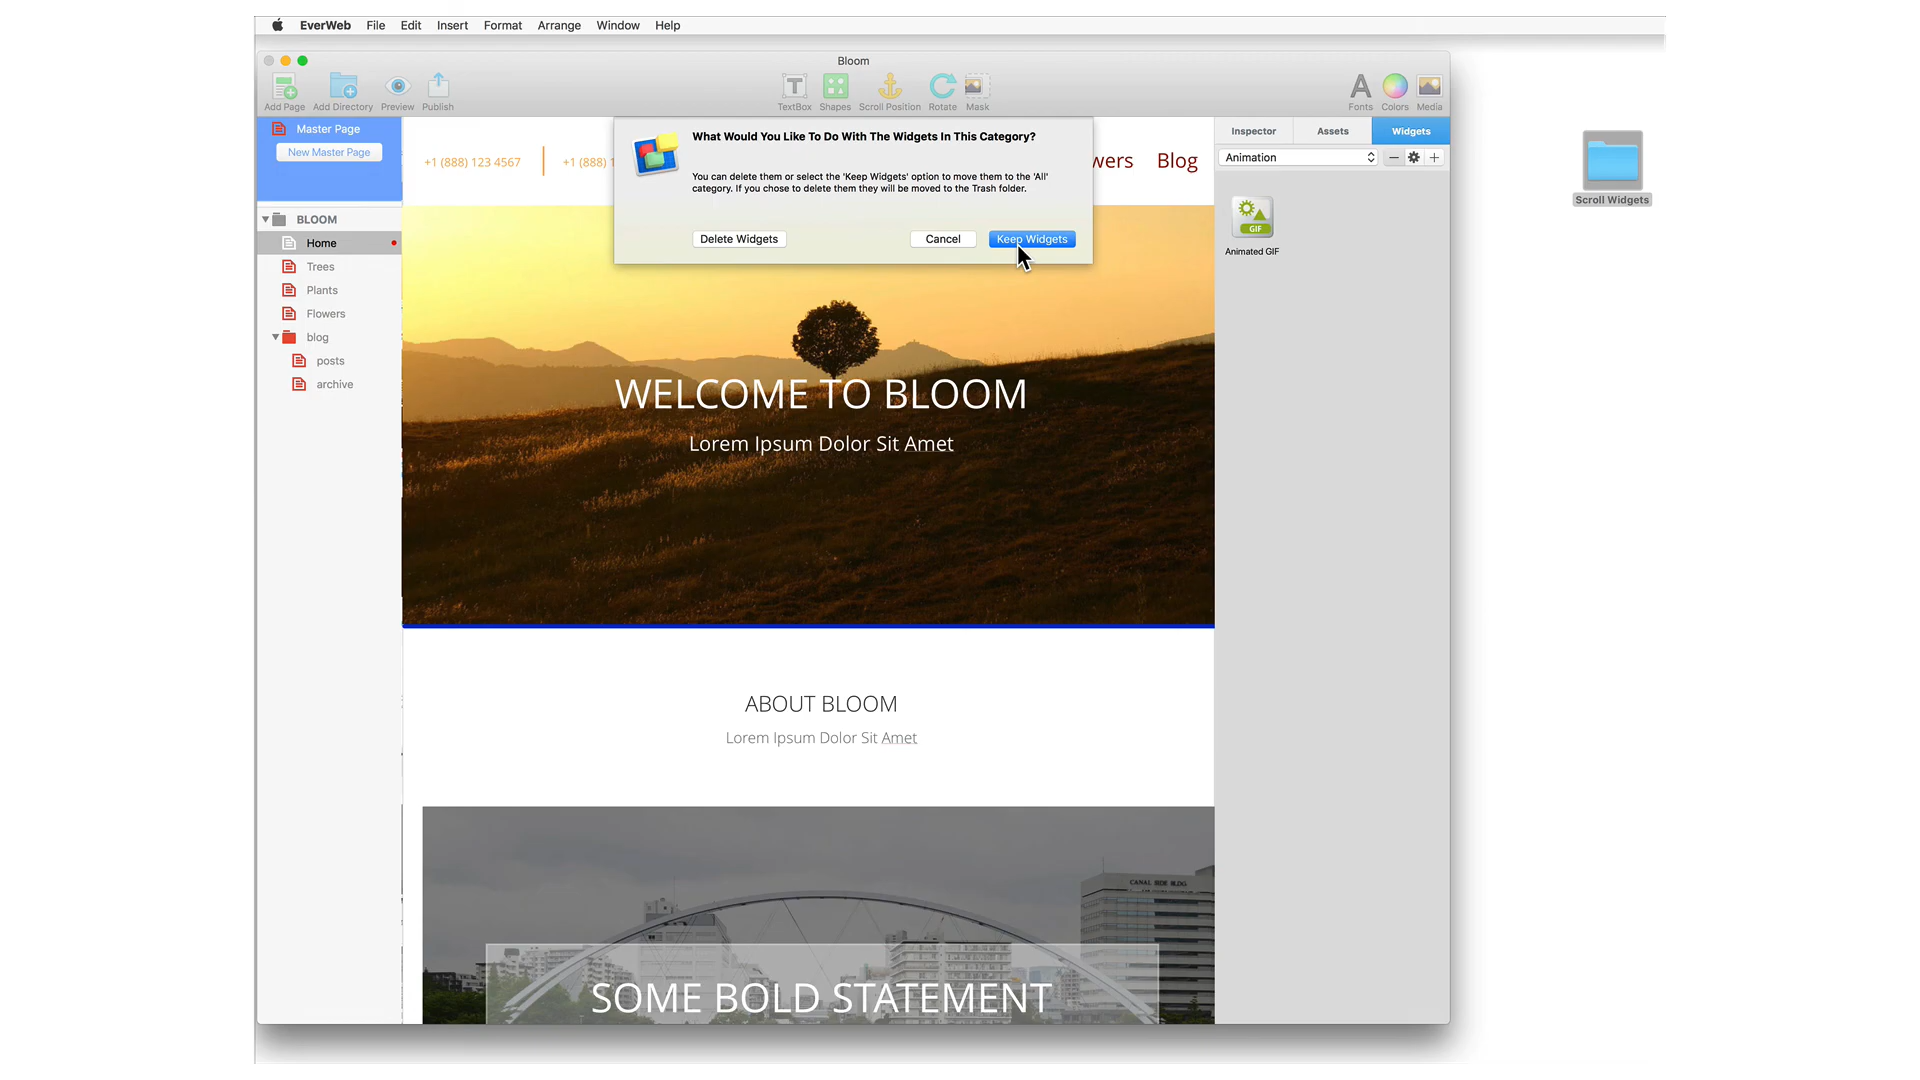 EverWeb File Edit Insert Format Arrange Window Help
Bloom
Add Page Add Directory Preview Publish
TextBox Shapes Scroll Position Rotate Mask
Fonts Colors Media
Master Page
New Master Page
BLOOM
Home
Trees
Plants
Flowers
blog
posts
archive
+1 (888) 123 4567
+1 (888) 1
wers Blog
What Would You Like To Do With The Widgets In This Category?
You can delete them or select the 'Keep Widgets' option to move them to the 'All'
category. If you chose to delete them they will be moved to the Trash folder.
Delete Widgets Cancel Keep Widgets
WELCOME TO BLOOM
Lorem Ipsum Dolor Sit Amet
ABOUT BLOOM
Lorem Ipsum Dolor Sit Amet
CANAL SIDE BLDG
SOME BOLD STATEMENT
Inspector Assets Widgets
Animation
GIF
Animated GIF
Scroll Widgets